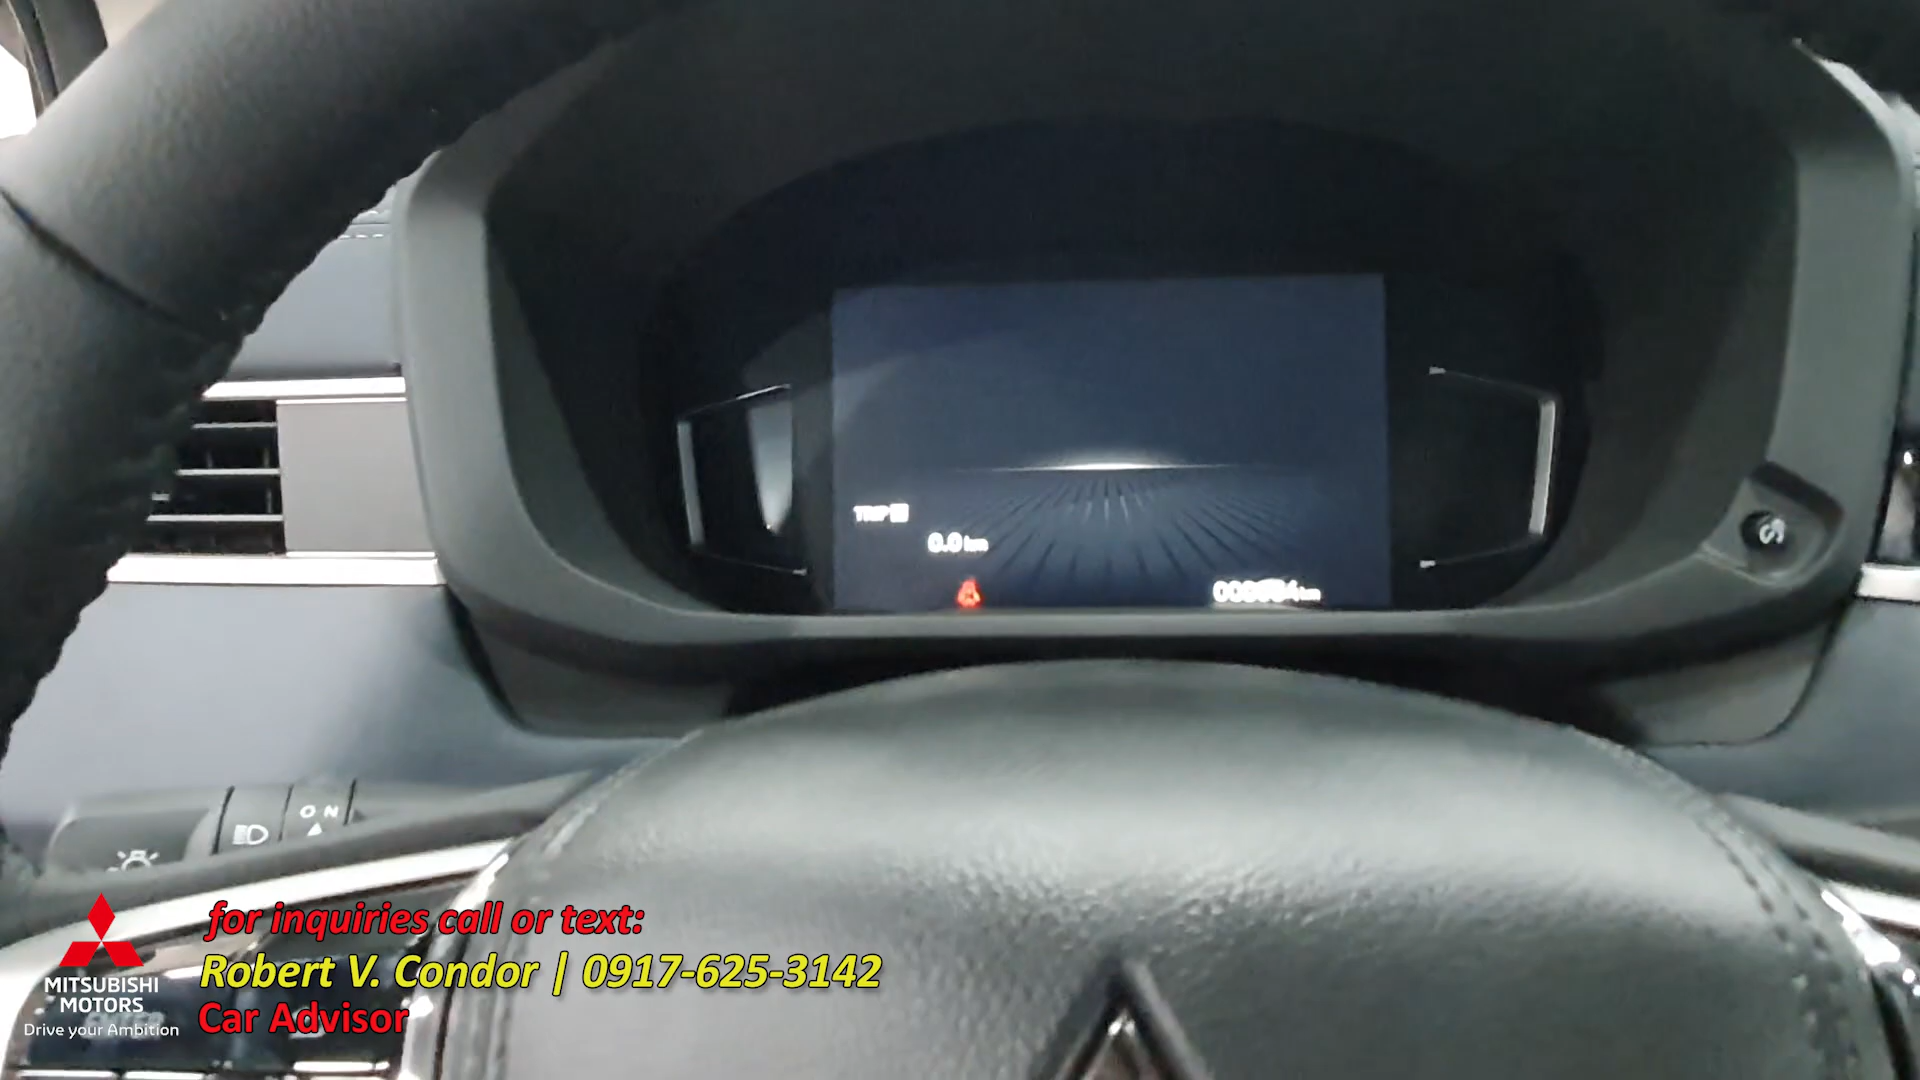 TRIP
0.0 km
ON
for inquiries call or text:
Robert V. Condor | 0917-625-3142
Car Advisor
MITSUBISHI
MOTORS
Drive your Ambition